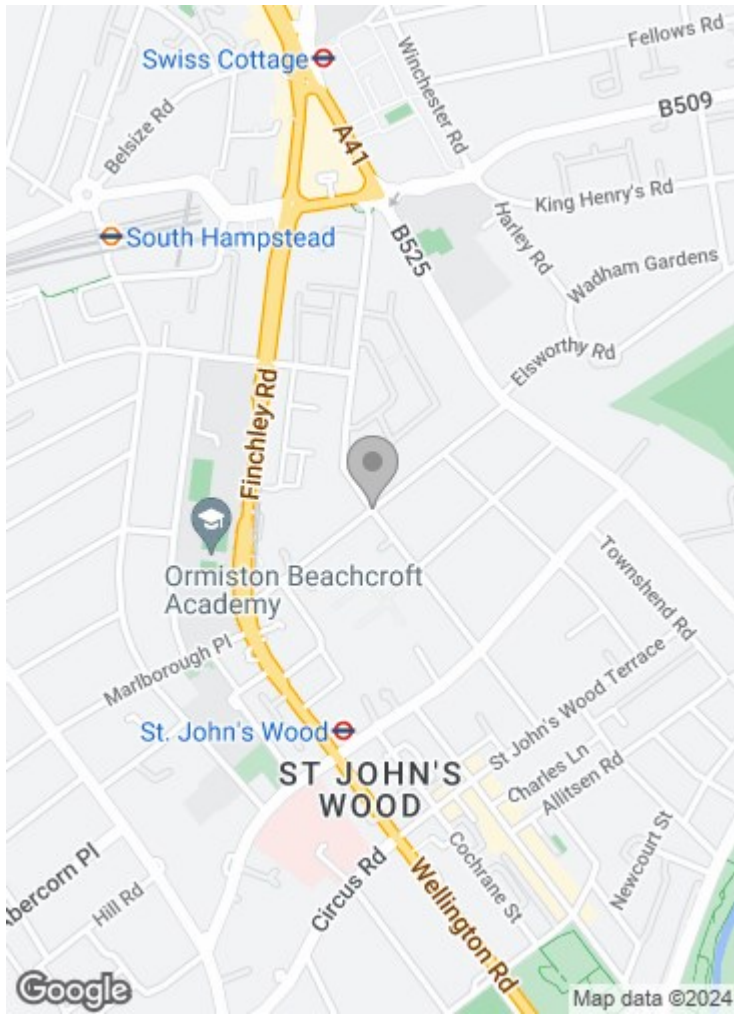 Swiss Cottage
Fellows Rd
Winchester Rd
Belsize Rd
A41
B509
King Henry's Rd
South Hampstead
B525
Harley Rd
Wadham Gardens
Elsworthy Rd
Finchley Rd
Ormiston Beachcroft
Academy
Townshend Rd
Marlborough Pl
St. John's Wood
St John's Wood Terrace
ST JOHN'S
WOOD
Charles Ln
Allitsen Rd
Abercorn Pl
Hill Rd
Circus Rd
Cochrane St
Newcourt St
Wellington Rd
Google
Map data ©2024